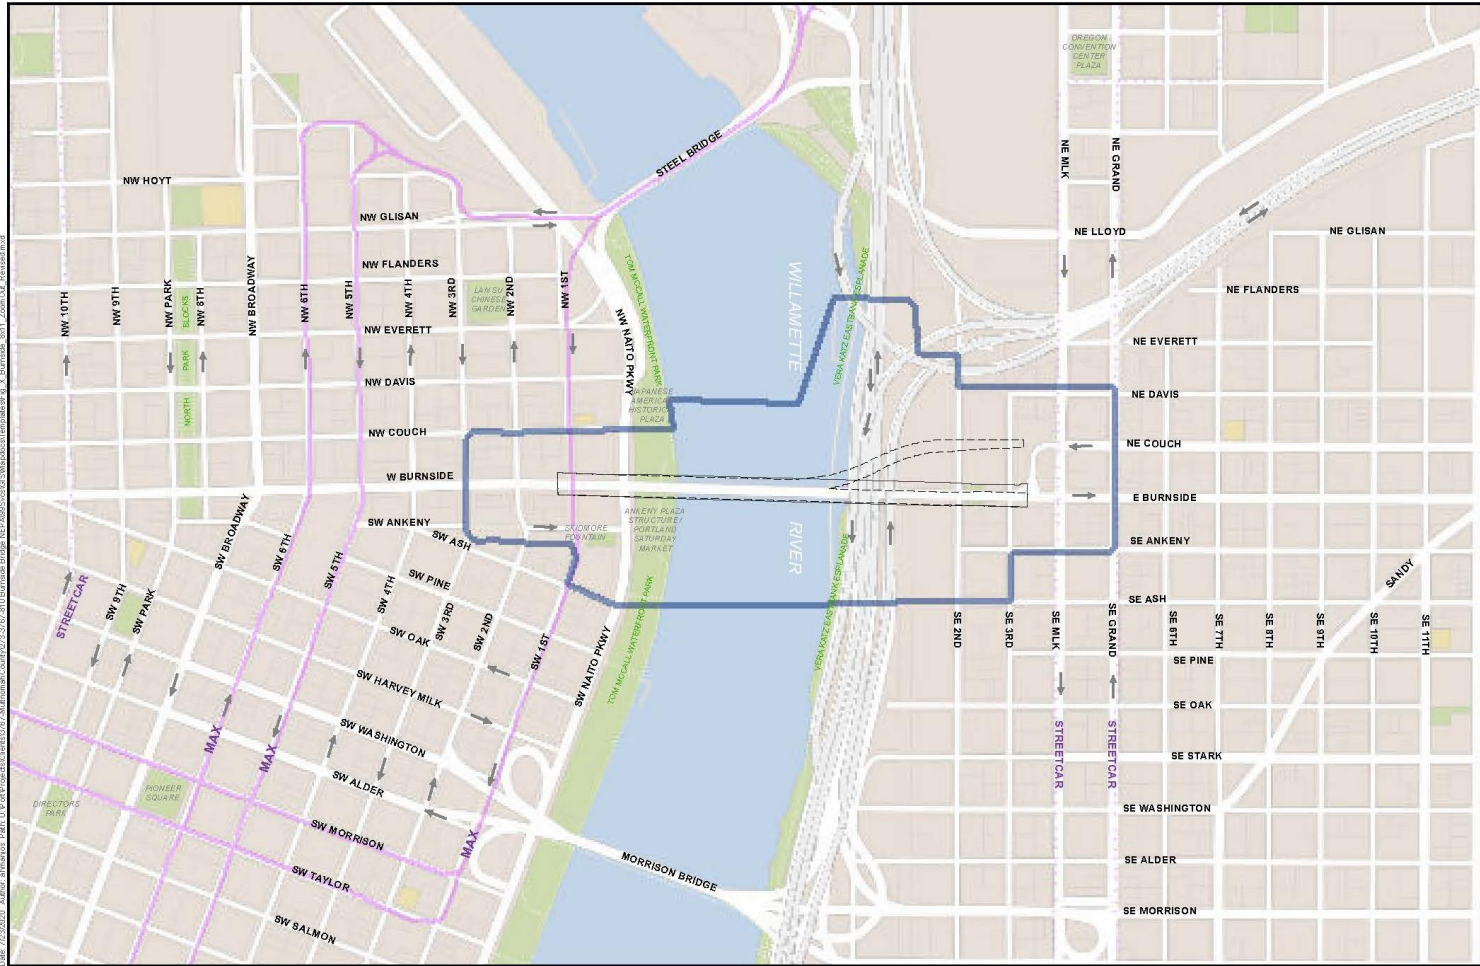 OREGON
CONVENTION
CENTER
PLAZA
STEEL BRIDGE
NE MLK
NE GRAND
NW HOYT
NW GLISAN
NE LLOYD
NE GLISAN
NW FLANDERS
NE FLANDERS
NW 10TH
NW 9TH
NW PARK
NORTH PARK BLOCKS
NW 8TH
NW BROADWAY
NW 6TH
NW 5TH
NW 4TH
NW 3RD
LAN SU
CHINESE
GARDEN
NW 2ND
NW 1ST
NW NAITO PKWY
TOM MCCALL WATERFRONT PARK
WILLAMETTE
RIVER
VERA KATZ EASTBANK ESPLANADE
NW EVERETT
NE EVERETT
NW DAVIS
NE DAVIS
JAPANESE
AMERICAN
HISTORIC
PLAZA
NW COUCH
NE COUCH
W BURNSIDE
E BURNSIDE
SW ANKENY
SW ASH
SKIDMORE
FOUNTAIN
ANKENY PLAZA
STRUCTURE/
PORTLAND
SATURDAY
MARKET
SE ANKENY
SE ASH
SANDY
SW BROADWAY
SW 6TH
SW 5TH
SW PINE
SW 4TH
SW 3RD
SW 2ND
SW OAK
SW 1ST
SW NAITO PKWY
TOM MCCALL WATERFRONT PARK
VERA KATZ EASTBANK ESPLANADE
STREETCAR
SW 9TH
SW PARK
SE 2ND
SE 3RD
SE MLK
SE GRAND
SE 6TH
SE 7TH
SE 8TH
SE 9TH
SE 10TH
SE 11TH
SE PINE
SW HARVEY MILK
SE OAK
SW WASHINGTON
MAX
MAX
STREETCAR
STREETCAR
SE STARK
SW ALDER
DIRECTORS
PARK
PIONEER
SQUARE
SE WASHINGTON
SW MORRISON
MAX
MORRISON BRIDGE
SE ALDER
SW TAYLOR
SW SALMON
SE MORRISON